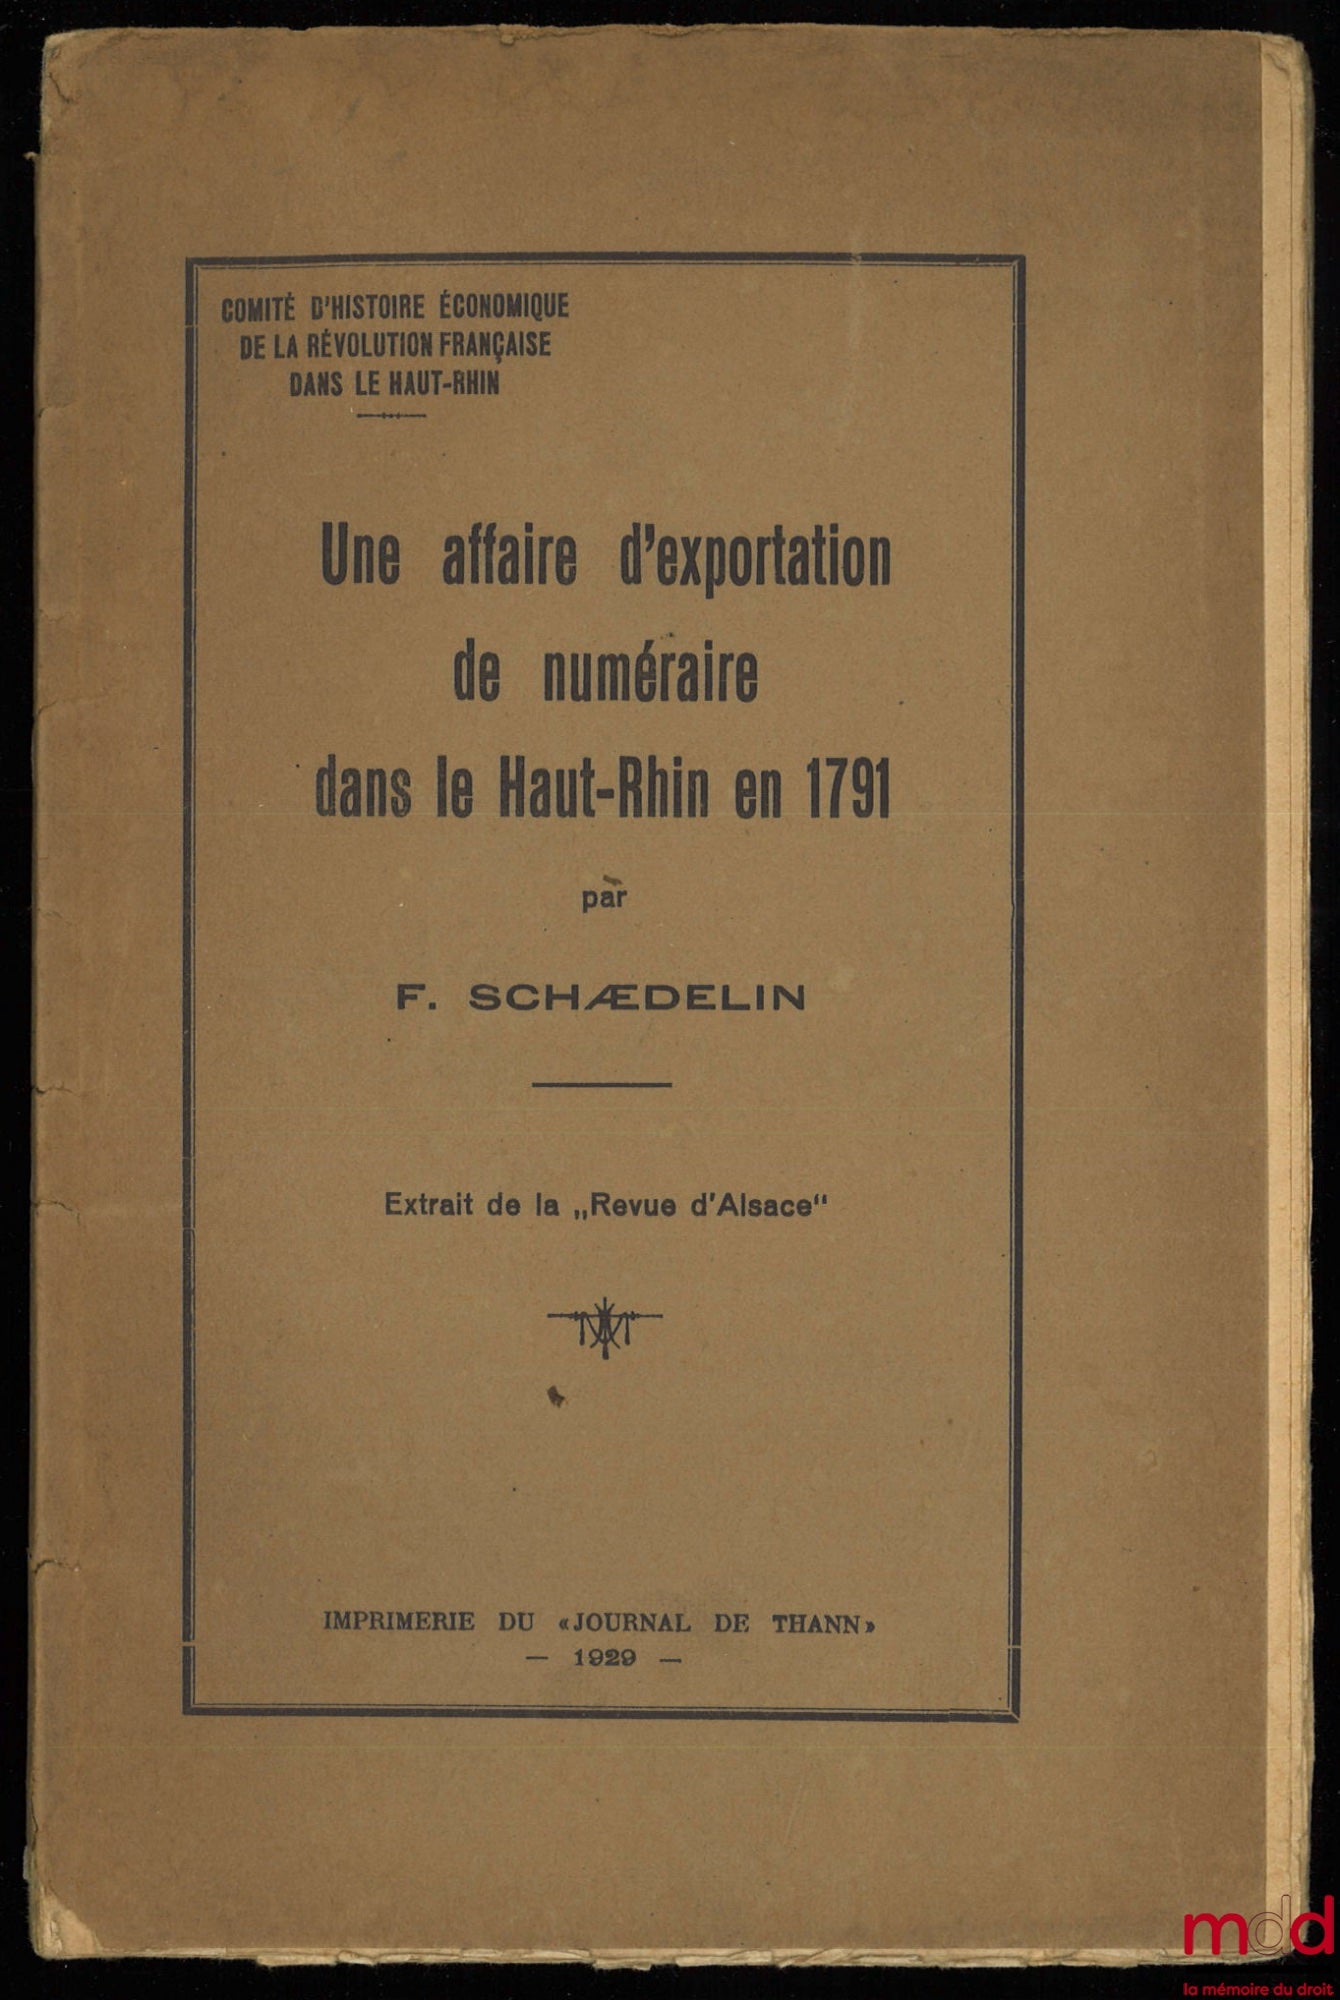 COMITÉ D'HISTOIRE ÉCONOMIQUE
DE LA RÉVOLUTION FRANÇAISE
DANS LE HAUT-RHIN
Une affaire d'exportation
de numéraire
dans le Haut-Rhin en 1791
par
F. SCHÆDELIN
Extrait de la „Revue d'Alsace“
IMPRIMERIE DU «JOURNAL DE THANN»
— 1929 —
mdd
la mémoire du droit